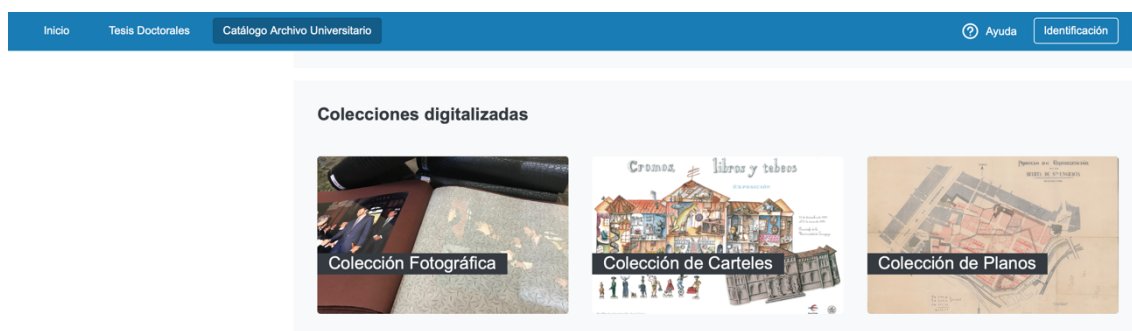 Inicio Tesis Doctorales Catálogo Archivo Universitario Ayuda Identificación
Colecciones digitalizadas
Cromos, libros y tebeos
Colección Fotográfica Colección de Carteles Colección de Planos